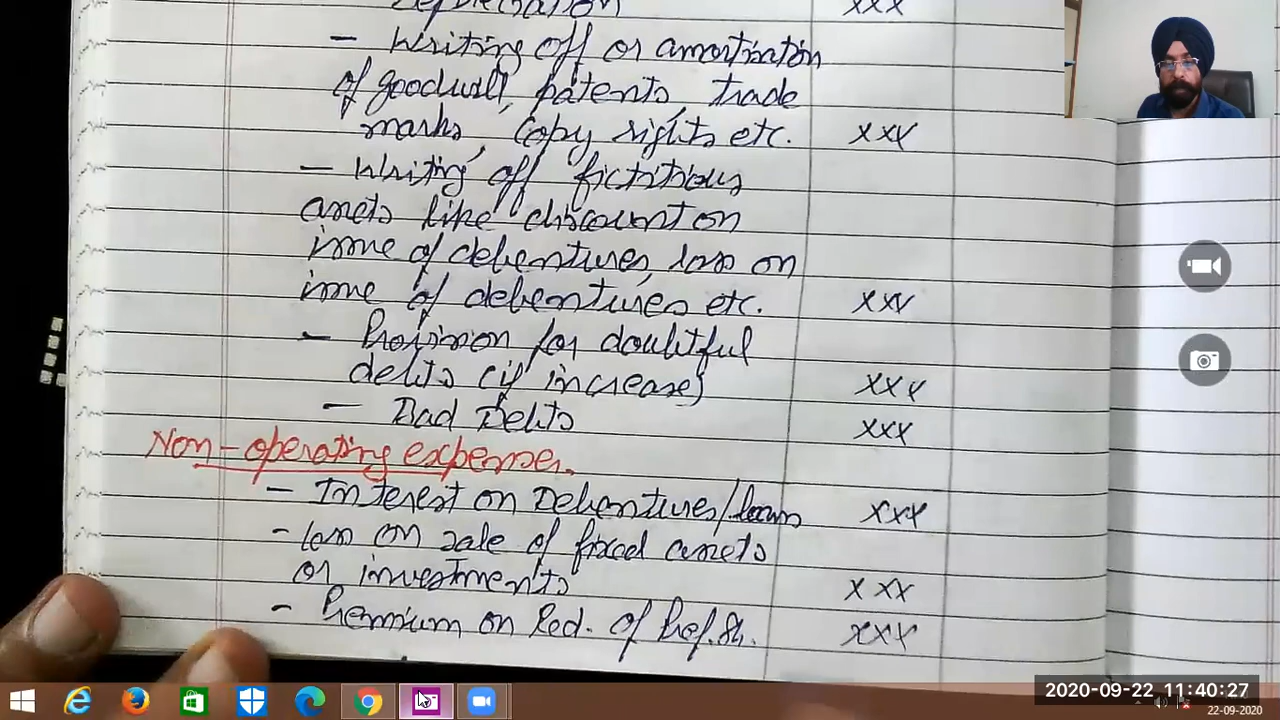 Depreciation xxx
- Writing off or amortization
of goodwill, patents, trade
marks, Copy rights etc. xxx
- Writing off fictitious
assets like discount on
issue of debentures, loss on
issue of debentures etc. xxx
- Provision for doubtful
debts (if increase) xxx
- Bad Debts xxx
Non-operating expenses.
- Interest on Debentures/loans xxx
- loss on sale of fixed assets
or investments xxx
- Premium on Red. of Pref. Sh. xxx
2020-09-22 11:40:27
22-09-2020